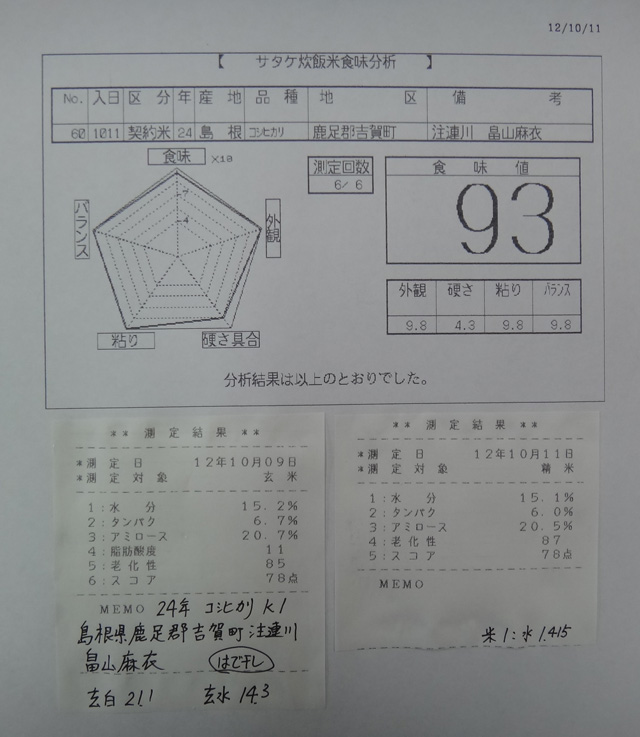 12/10/11
【 サタケ炊飯米食味分析 】
No. 入日 区分 年 産地 品種 地区 備考
60 1011 契約米 24 島根 コシヒカリ 鹿足郡吉賀町 注連川 畠山麻衣
食味 ×10
測定回数
6/ 6
食味値
93
バランス
外観
7
4
粘り
硬さ具合
外観 硬さ 粘り バランス
9.8 4.3 9.8 9.8
分析結果は以上のとおりでした。
** 測定結果 **
*測定日 12年10月09日
*測定対象 玄米
1:水分 15.2%
2:タンパク 6.7%
3:アミロース 20.7%
4:脂肪酸度 11
5:老化性 85
6:スコア 78点
MEMO 24年 コシヒカリ K1
島根県鹿足郡吉賀町注連川
畠山麻衣 はで干し
玄白 21.1 玄水 14.3
** 測定結果 **
*測定日 12年10月11日
*測定対象 精米
1:水分 15.1%
2:タンパク 6.0%
3:アミロース 20.5%
4:老化性 87
5:スコア 78点
MEMO
米1:水1.415